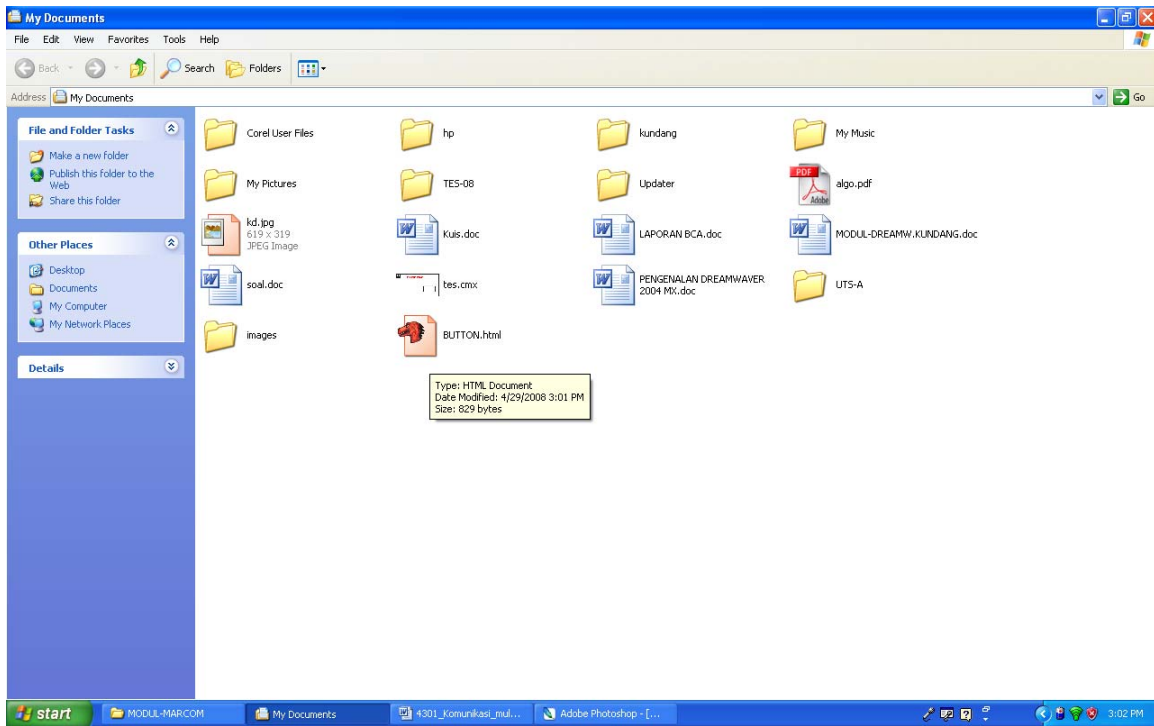 My Documents
File Edit View Favorites Tools Help
Back Search Folders
Address My Documents Go
File and Folder Tasks
Make a new folder
Publish this folder to the
Web
Share this folder
Other Places
Desktop
Documents
My Computer
My Network Places
Details
Corel User Files
hp
kundang
My Music
My Pictures
TES-08
Updater
PDF
Adobe
algo.pdf
kd.jpg
619 x 319
JPEG Image
Kuis.doc
LAPORAN BCA.doc
MODUL-DREAMW.KUNDANG.doc
soal.doc
tes.cmx
PENGENALAN DREAMWAVER
2004 MX.doc
UTS-A
images
BUTTON.html
Type: HTML Document
Date Modified: 4/29/2008 3:01 PM
Size: 829 bytes
start MODUL-MARCOM My Documents 4301_Komunikasi_mul... Adobe Photoshop - [... 3:02 PM